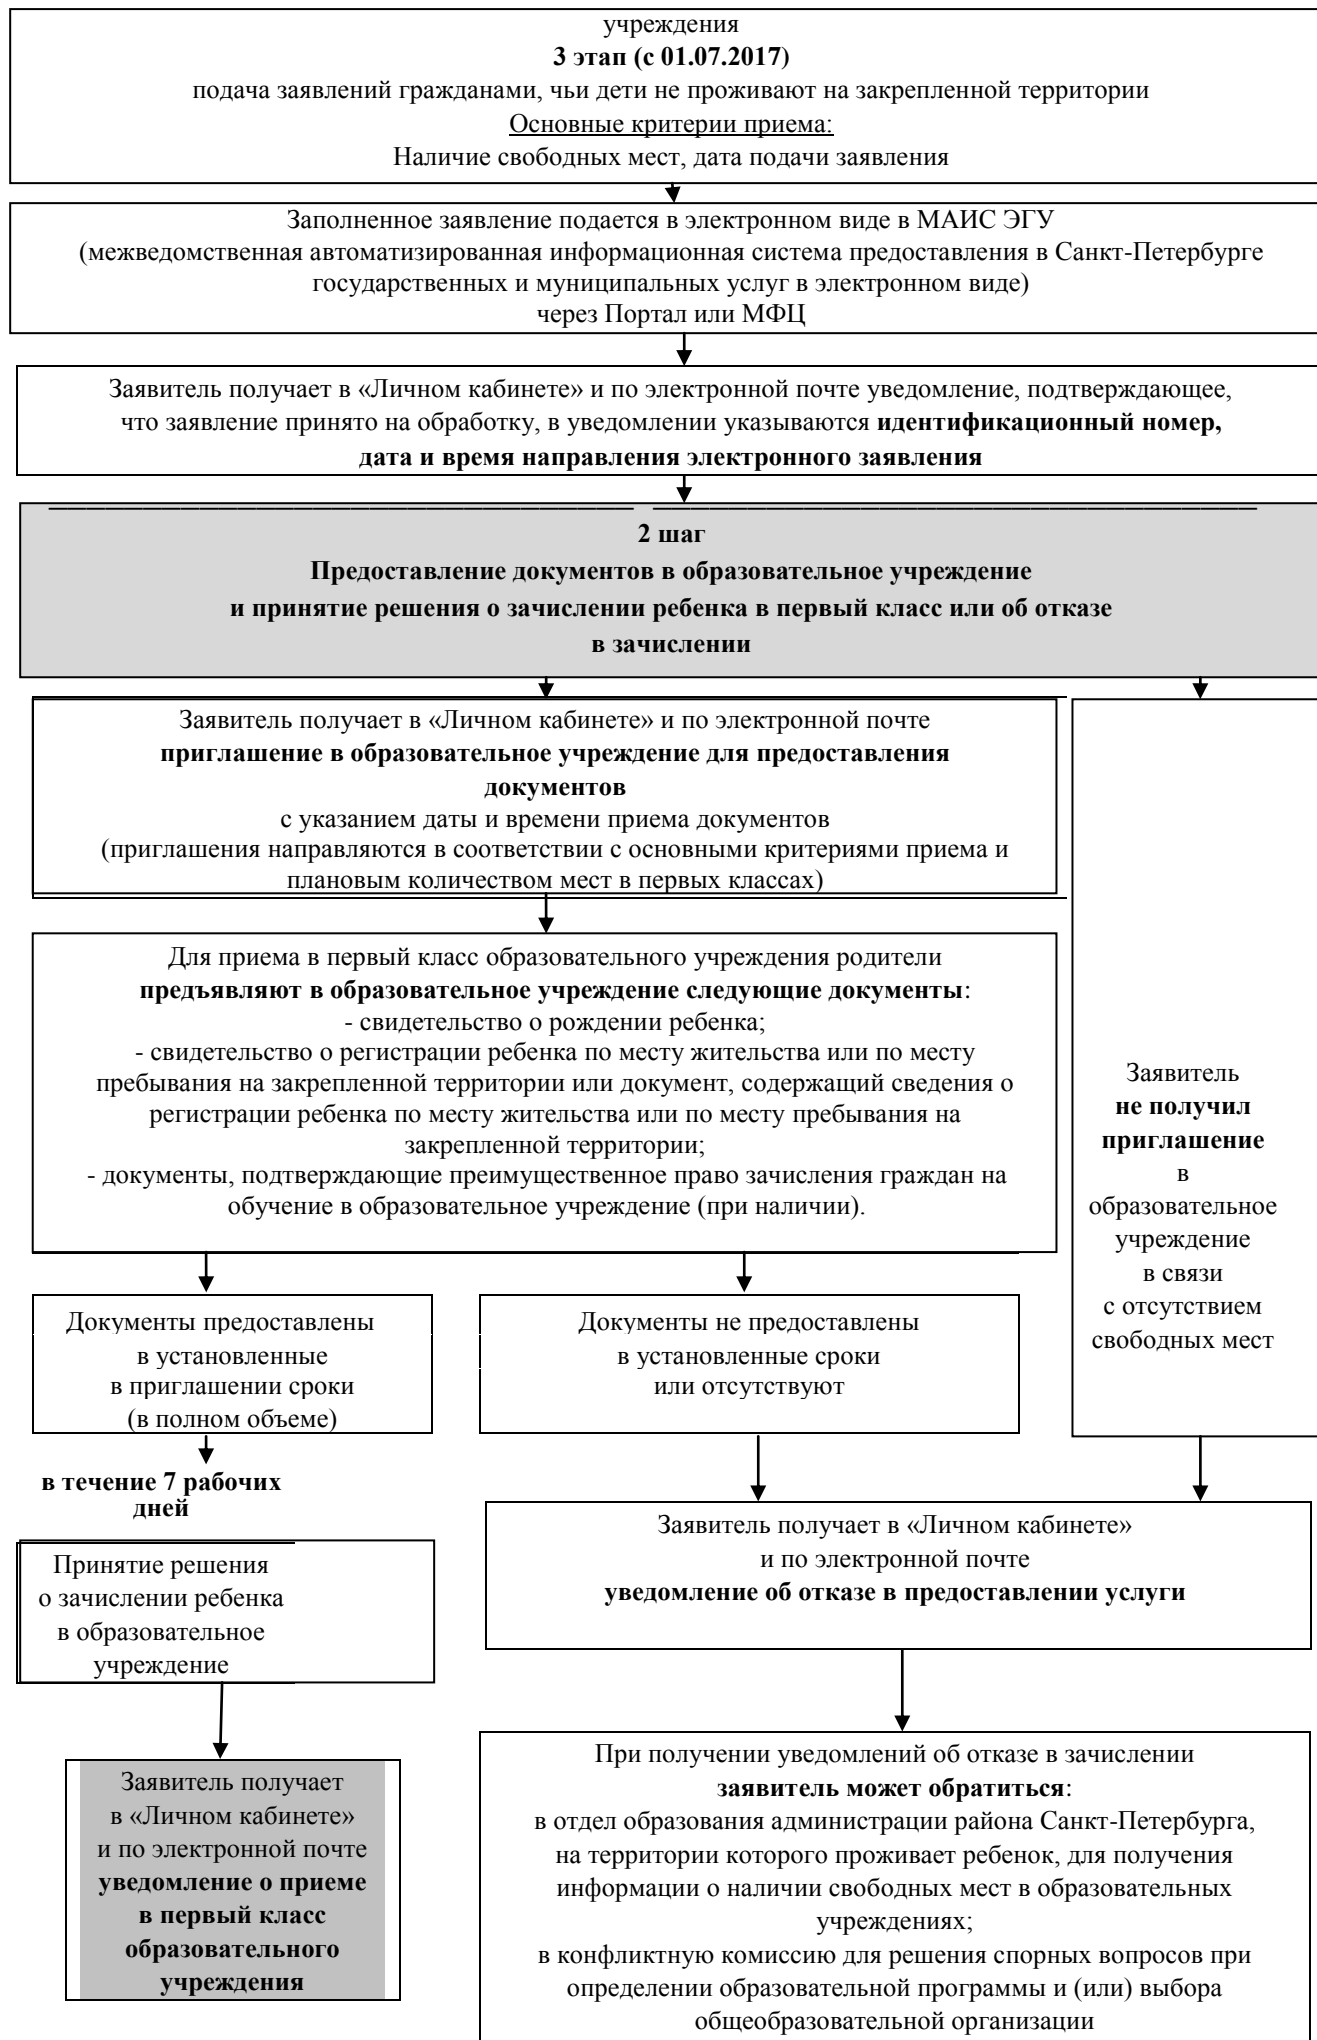 учреждения
3 этап (с 01.07.2017)
подача заявлений гражданами, чьи дети не проживают на закрепленной территории
Основные критерии приема:
Наличие свободных мест, дата подачи заявления
Заполненное заявление подается в электронном виде в МАИС ЭГУ
(межведомственная автоматизированная информационная система предоставления в Санкт-Петербурге
государственных и муниципальных услуг в электронном виде)
через Портал или МФЦ
Заявитель получает в «Личном кабинете» и по электронной почте уведомление, подтверждающее,
что заявление принято на обработку, в уведомлении указываются идентификационный номер,
дата и время направления электронного заявления
2 шаг
Предоставление документов в образовательное учреждение
и принятие решения о зачислении ребенка в первый класс или об отказе
в зачислении
Заявитель получает в «Личном кабинете» и по электронной почте
приглашение в образовательное учреждение для предоставления
документов
с указанием даты и времени приема документов
(приглашения направляются в соответствии с основными критериями приема и
плановым количеством мест в первых классах)
Для приема в первый класс образовательного учреждения родители
предъявляют в образовательное учреждение следующие документы:
- свидетельство о рождении ребенка;
- свидетельство о регистрации ребенка по месту жительства или по месту
пребывания на закрепленной территории или документ, содержащий сведения о
регистрации ребенка по месту жительства или по месту пребывания на
закрепленной территории;
- документы, подтверждающие преимущественное право зачисления граждан на
обучение в образовательное учреждение (при наличии).
Заявитель
не получил
приглашение
в
образовательное
учреждение
в связи
с отсутствием
свободных мест
Документы предоставлены
в установленные
в приглашении сроки
(в полном объеме)
Документы не предоставлены
в установленные сроки
или отсутствуют
в течение 7 рабочих
дней
Принятие решения
о зачислении ребенка
в образовательное
учреждение
Заявитель получает в «Личном кабинете»
и по электронной почте
уведомление об отказе в предоставлении услуги
Заявитель получает
в «Личном кабинете»
и по электронной почте
уведомление о приеме
в первый класс
образовательного
учреждения
При получении уведомлений об отказе в зачислении
заявитель может обратиться:
в отдел образования администрации района Санкт-Петербурга,
на территории которого проживает ребенок, для получения
информации о наличии свободных мест в образовательных
учреждениях;
в конфликтную комиссию для решения спорных вопросов при
определении образовательной программы и (или) выбора
общеобразовательной организации